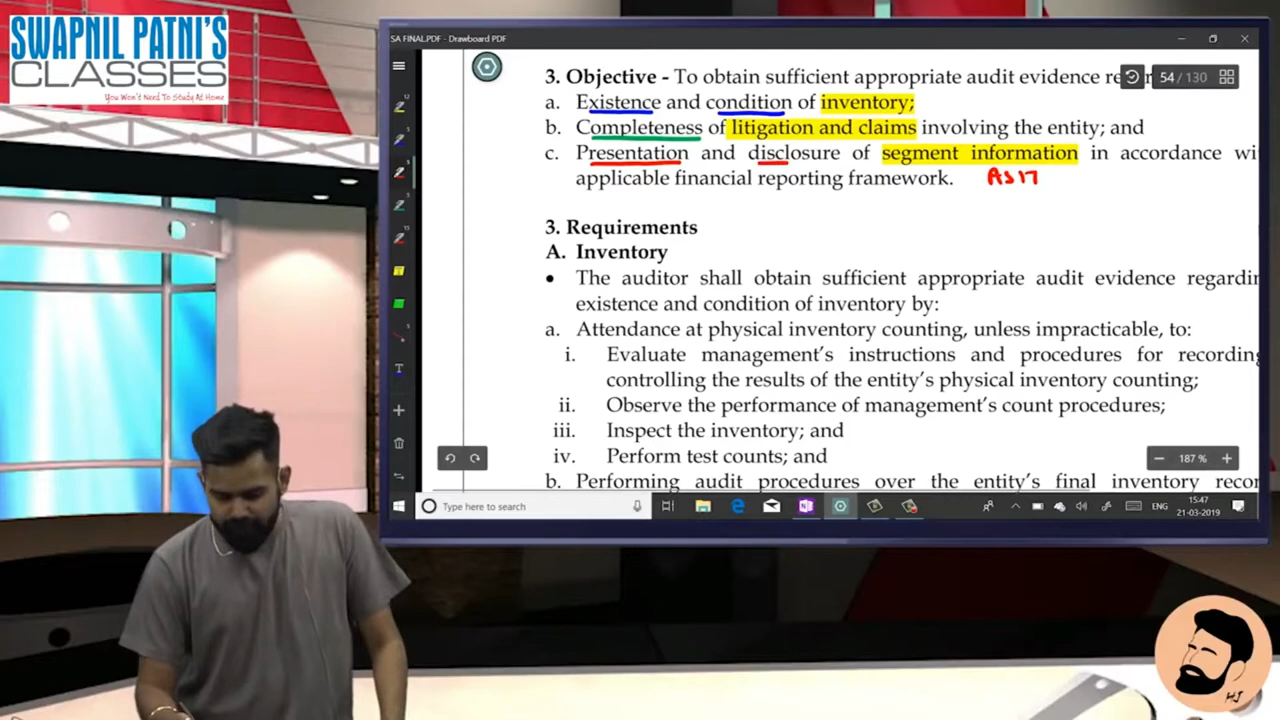 SWAPNIL PATNI'S
CLASSES
You Won't Need To Study At Home
SA FINAL.PDF - Drawboard PDF
54 / 130
3. Objective - To obtain sufficient appropriate audit evidence
a. Existence and condition of inventory;
b. Completeness of litigation and claims involving the entity; and
c. Presentation and disclosure of segment information in accordance wi
applicable financial reporting framework. AS 17
3. Requirements
A. Inventory
• The auditor shall obtain sufficient appropriate audit evidence regardin
existence and condition of inventory by:
a. Attendance at physical inventory counting, unless impracticable, to:
i. Evaluate management's instructions and procedures for recording
controlling the results of the entity's physical inventory counting;
ii. Observe the performance of management's count procedures;
iii. Inspect the inventory; and
iv. Perform test counts; and
187 %
b. Performing audit procedures over the entity's final inventory recor
Type here to search
ENG
15:47
21-03-2019
HJ